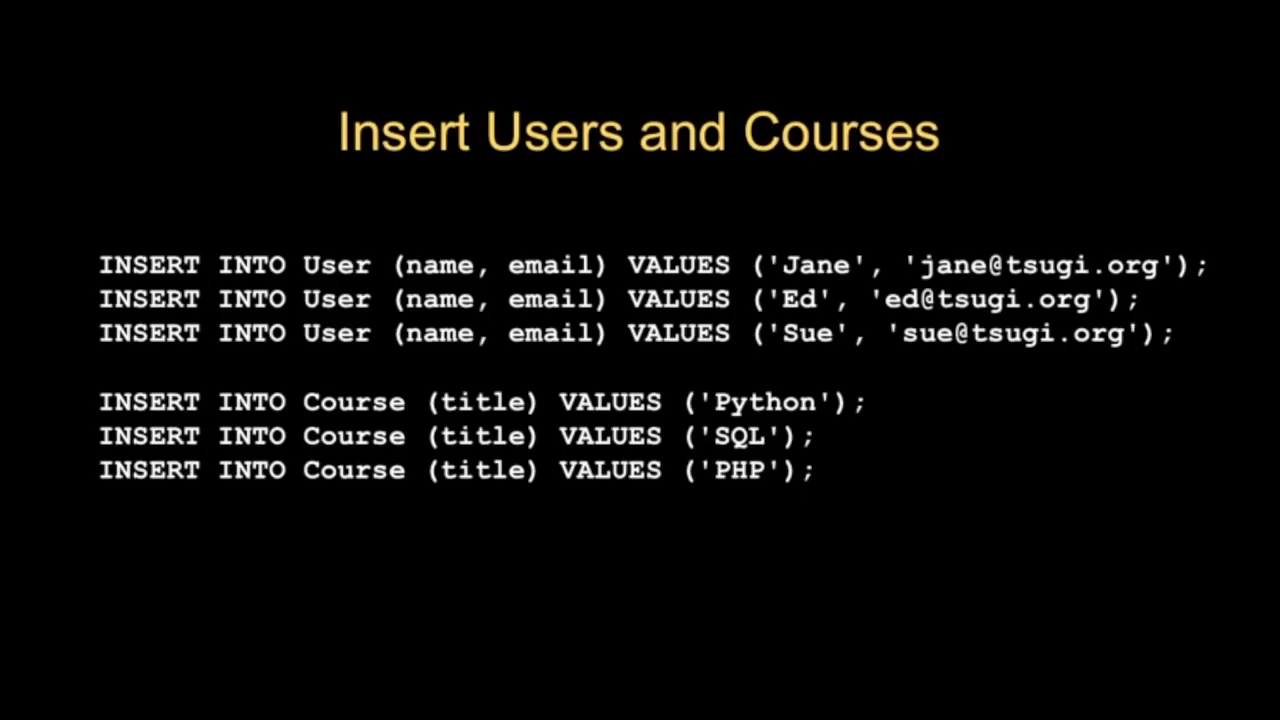 Insert Users and Courses
INSERT INTO User (name, email) VALUES ('Jane', 'jane@tsugi.org');
INSERT INTO User (name, email) VALUES ('Ed', 'ed@tsugi.org');
INSERT INTO User (name, email) VALUES ('Sue', 'sue@tsugi.org');
INSERT INTO Course (title) VALUES ('Python');
INSERT INTO Course (title) VALUES ('SQL');
INSERT INTO Course (title) VALUES ('PHP');